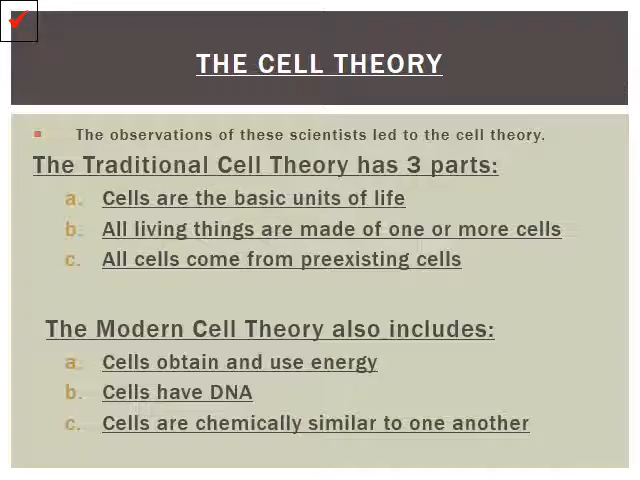 THE CELL THEORY
The observations of these scientists led to the cell theory.
The Traditional Cell Theory has 3 parts:
a. Cells are the basic units of life
b. All living things are made of one or more cells
c. All cells come from preexisting cells
The Modern Cell Theory also includes:
a. Cells obtain and use energy
b. Cells have DNA
c. Cells are chemically similar to one another